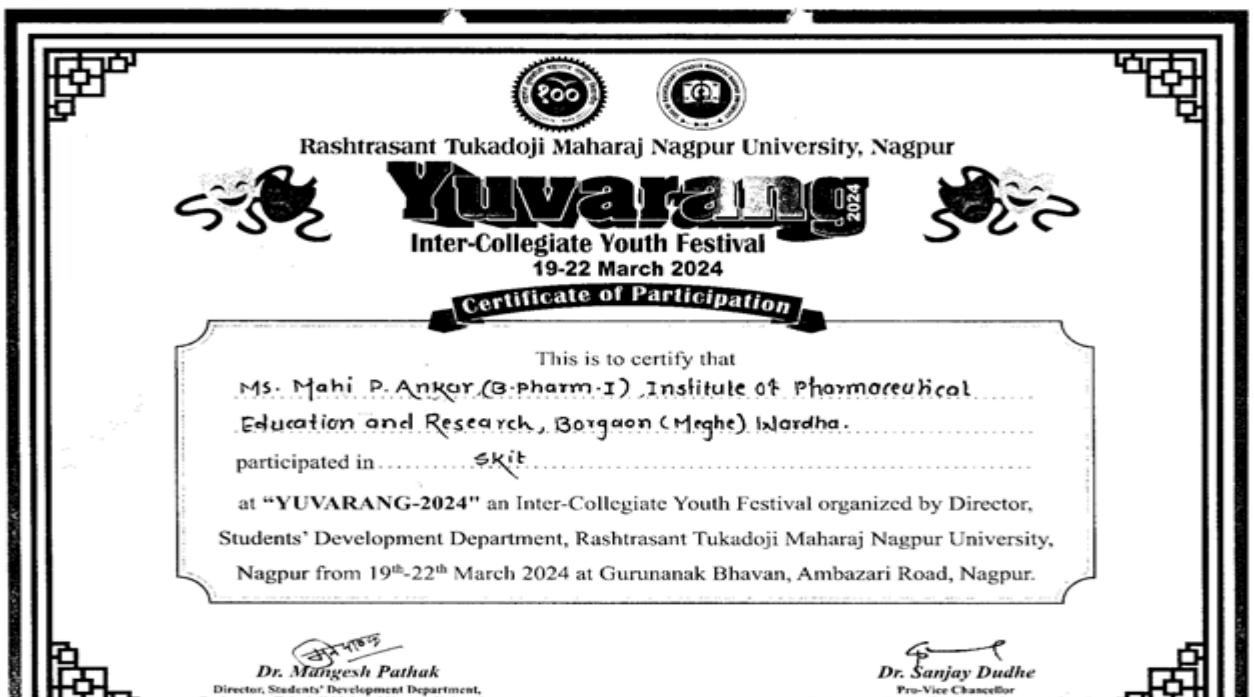 १००
Rashtrasant Tukadoji Maharaj Nagpur University, Nagpur
Yuvarang 2024
Inter-Collegiate Youth Festival
19-22 March 2024
Certificate of Participation
This is to certify that
Ms. Mahi P. Ankar, (B-Pharm-I), Institute of Pharmaceutical
Education and Research, Borgaon (Meghe) Wardha.
participated in Skit
at “YUVARANG-2024" an Inter-Collegiate Youth Festival organized by Director,
Students’ Development Department, Rashtrasant Tukadoji Maharaj Nagpur University,
Nagpur from 19th-22th March 2024 at Gurunanak Bhavan, Ambazari Road, Nagpur.
Dr. Mangesh Pathak
Director, Students’ Development Department,
Dr. Sanjay Dudhe
Pro-Vice Chancellor